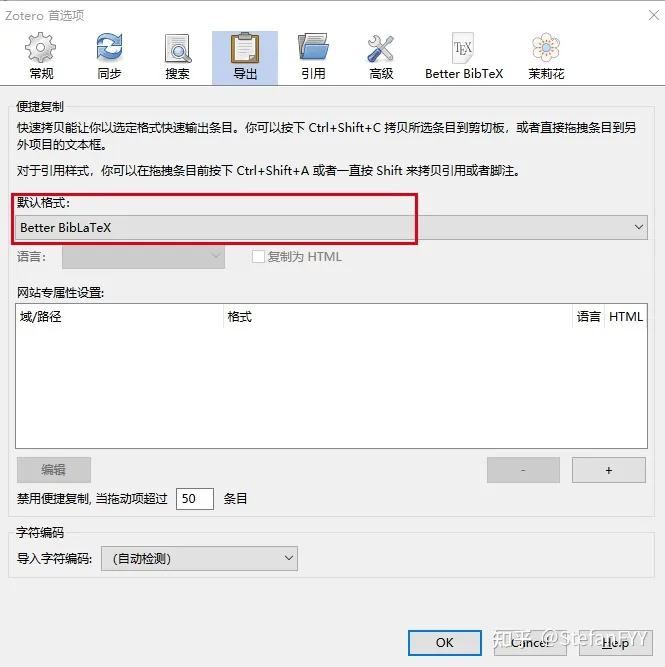 Zotero 首选项
常规
同步
搜索
导出
引用
高级
TEX
Better BibTeX
茉莉花
便捷复制
快速拷贝能让你以选定格式快速输出条目。你可以按下 Ctrl+Shift+C 拷贝所选条目到剪切板，或者直接拖拽条目到另
外项目的文本框。
对于引用样式，你可以在拖拽条目前按下 Ctrl+Shift+A 或者一直按 Shift 来拷贝引用或者脚注。
默认格式:
Better BibLaTeX
语言:
复制为 HTML
网站专属性设置:
域/路径 格式 语言 HTML
编辑 - +
禁用便捷复制, 当拖动项超过 50 条目
字符编码
导入字符编码: (自动检测)
OK Cancel Help
知乎 @StefanFYY